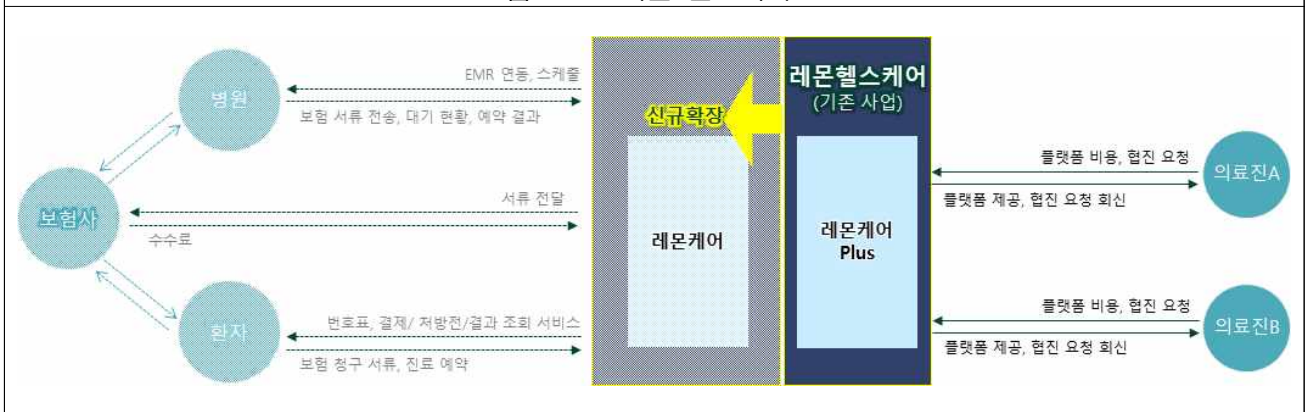 병원
EMR 연동, 스케줄
보험 서류 전송, 대기 현황, 예약 결과
보험사
서류 전달
수수료
환자
번호표, 결제/ 처방전/결과 조회 서비스
보험 청구 서류, 진료 예약
신규확장
레몬케어
레몬헬스케어
(기존 사업)
레몬케어
Plus
플랫폼 비용, 협진 요청
플랫폼 제공, 협진 요청 회신
의료진A
플랫폼 비용, 협진 요청
플랫폼 제공, 협진 요청 회신
의료진B